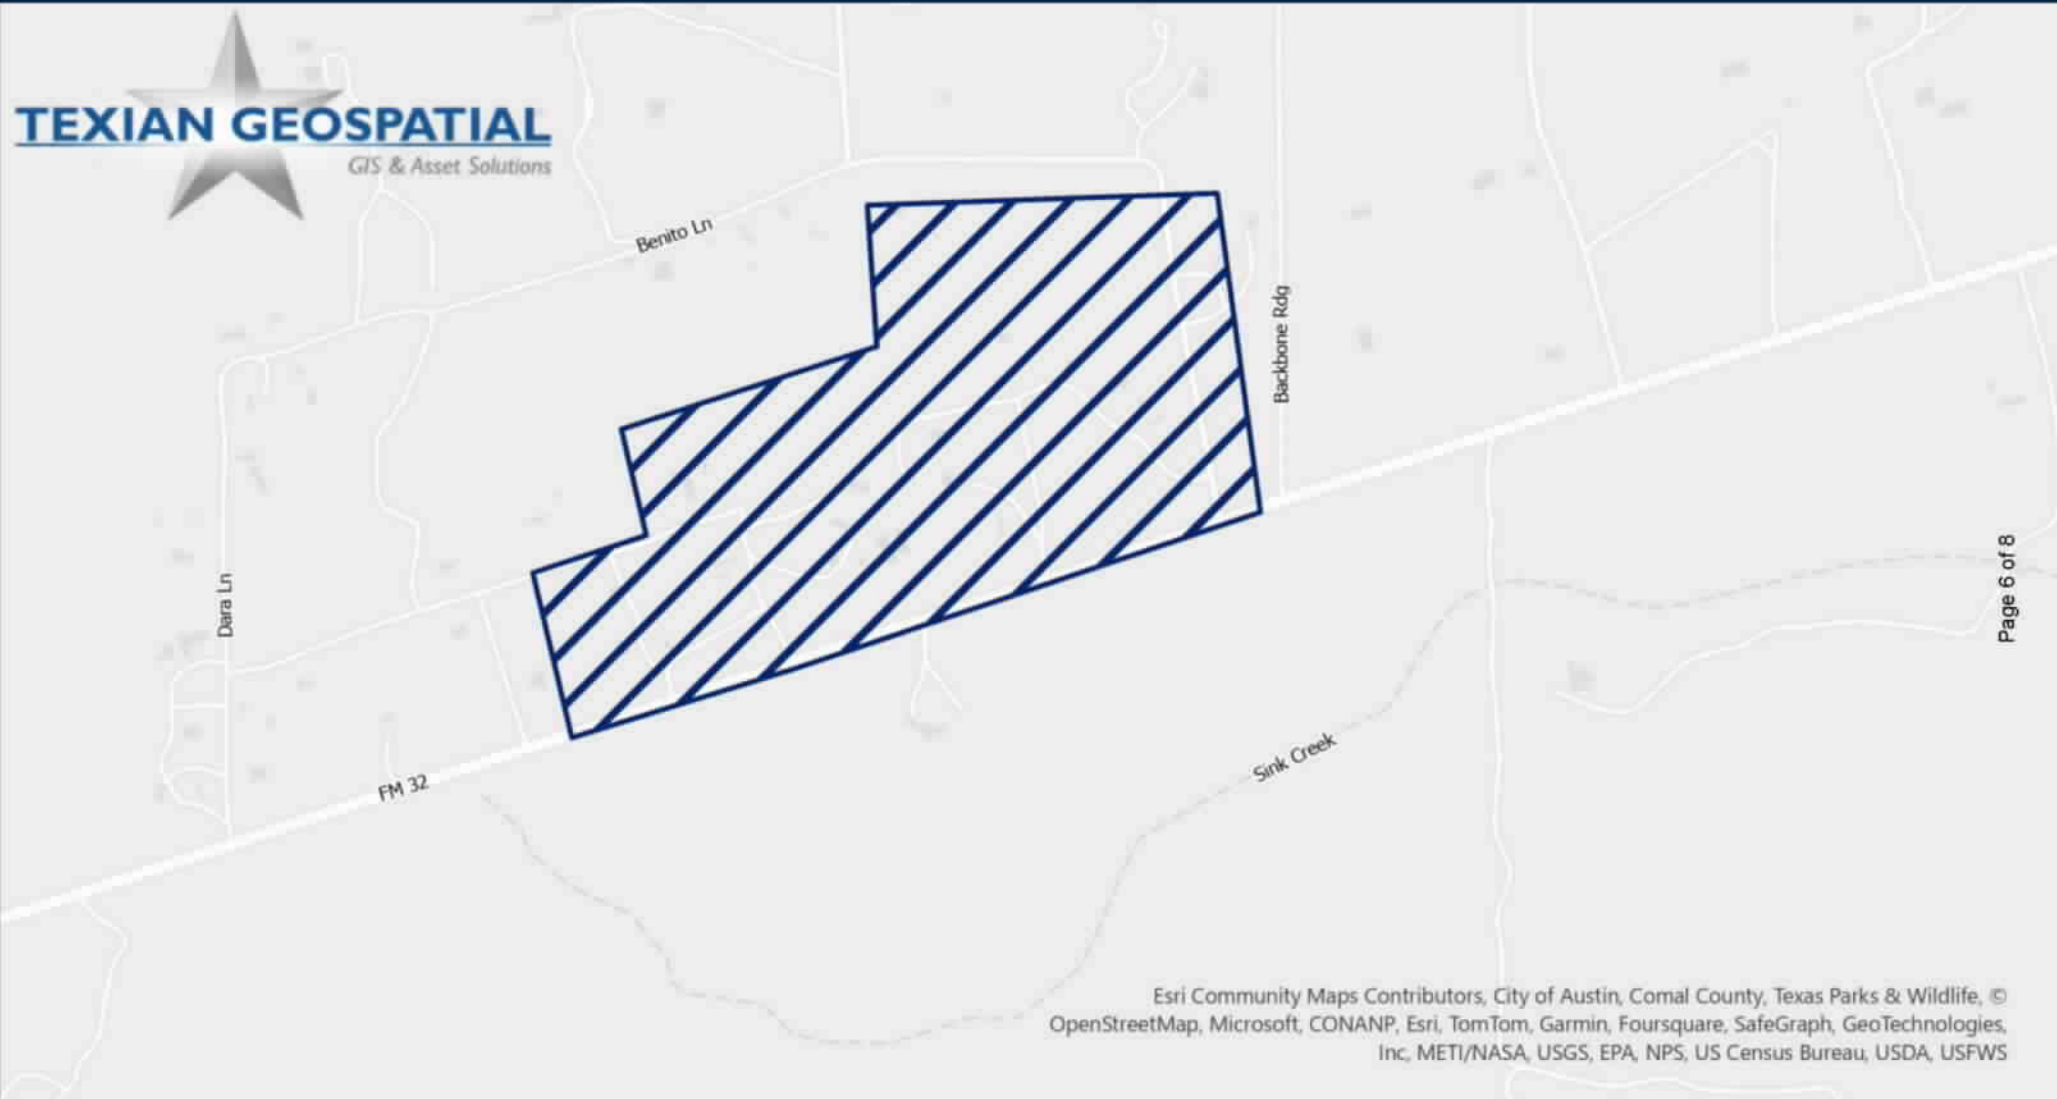 TEXIAN GEOSPATIAL
GIS & Asset Solutions
Benito Ln
Backbone Rdg
Dara Ln
Page 6 of 8
Sink Creek
FM 32
Esri Community Maps Contributors, City of Austin, Comal County, Texas Parks & Wildlife, ©
OpenStreetMap, Microsoft, CONANP, Esri, TomTom, Garmin, Foursquare, SafeGraph, GeoTechnologies,
Inc, METI/NASA, USGS, EPA, NPS, US Census Bureau, USDA, USFWS